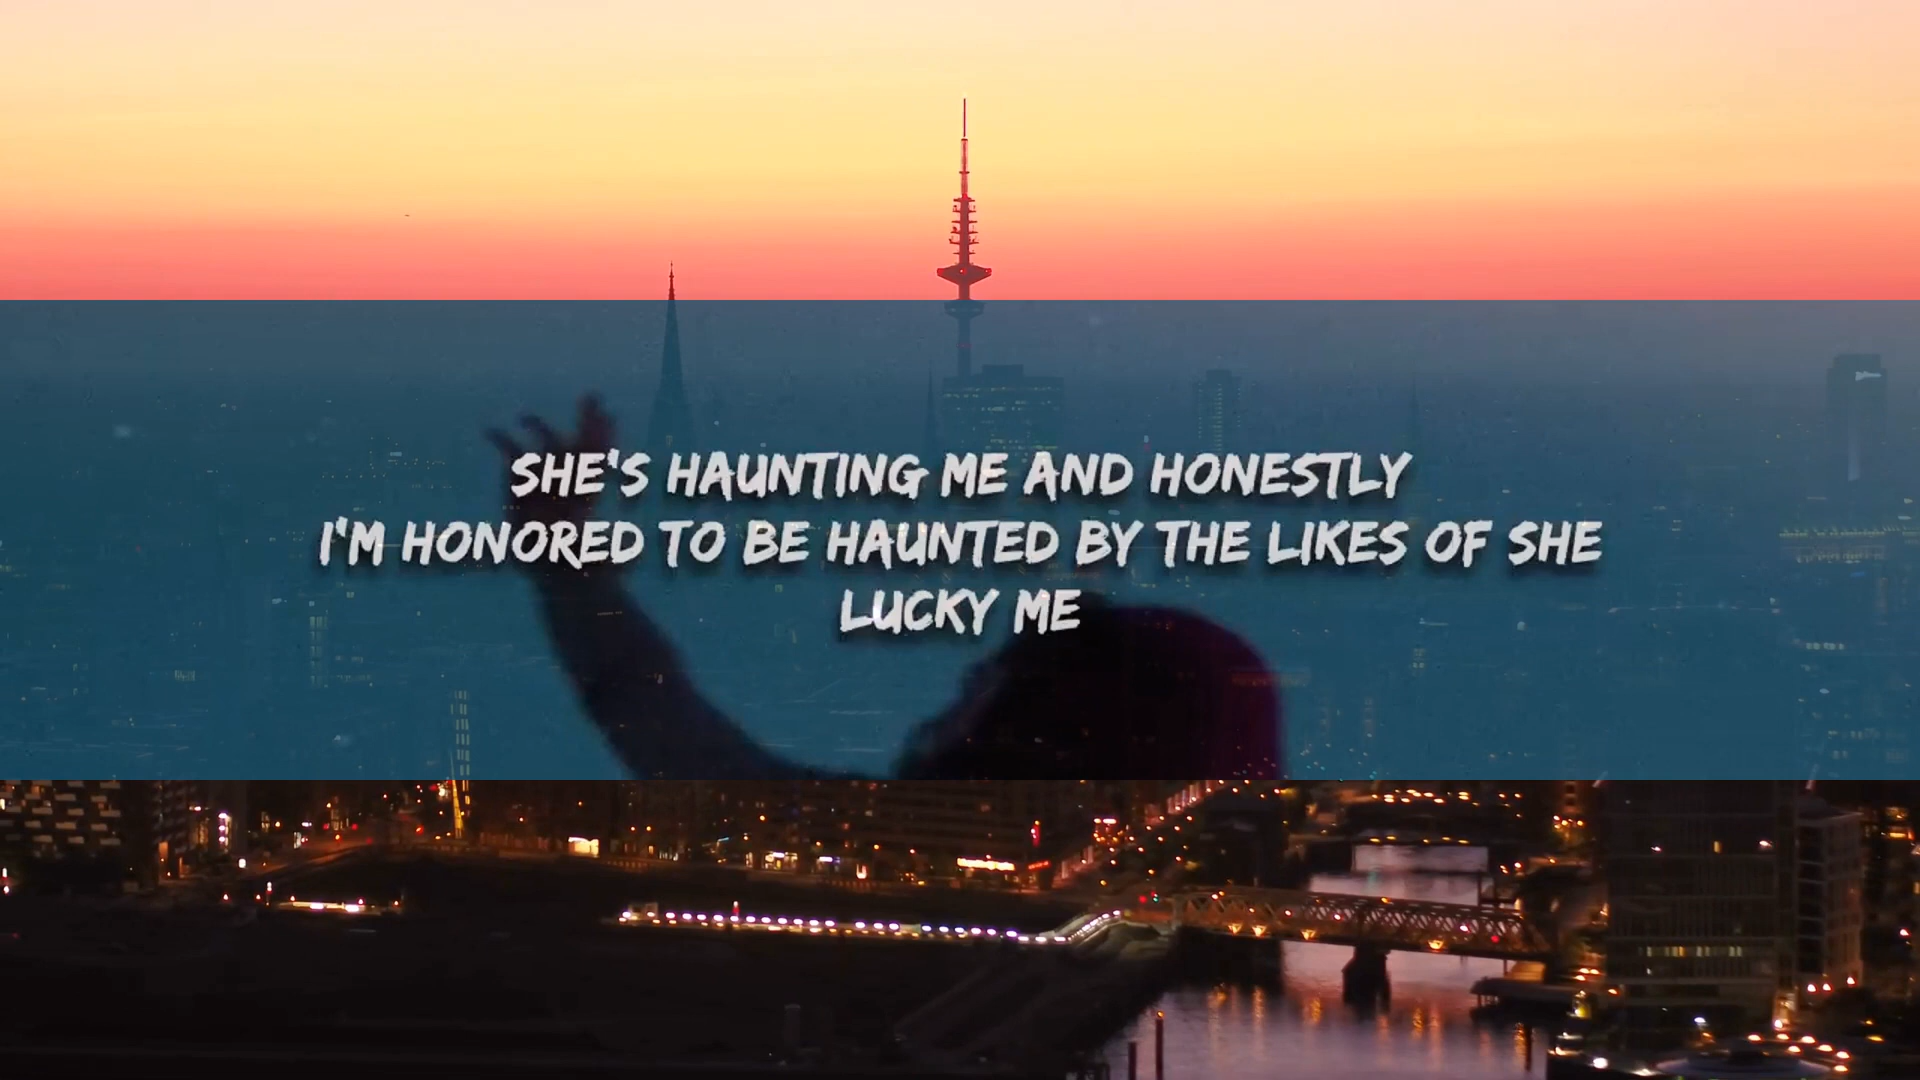 SHE'S HAUNTING ME AND HONESTLY
I'M HONORED TO BE HAUNTED BY THE LIKES OF SHE
LUCKY ME